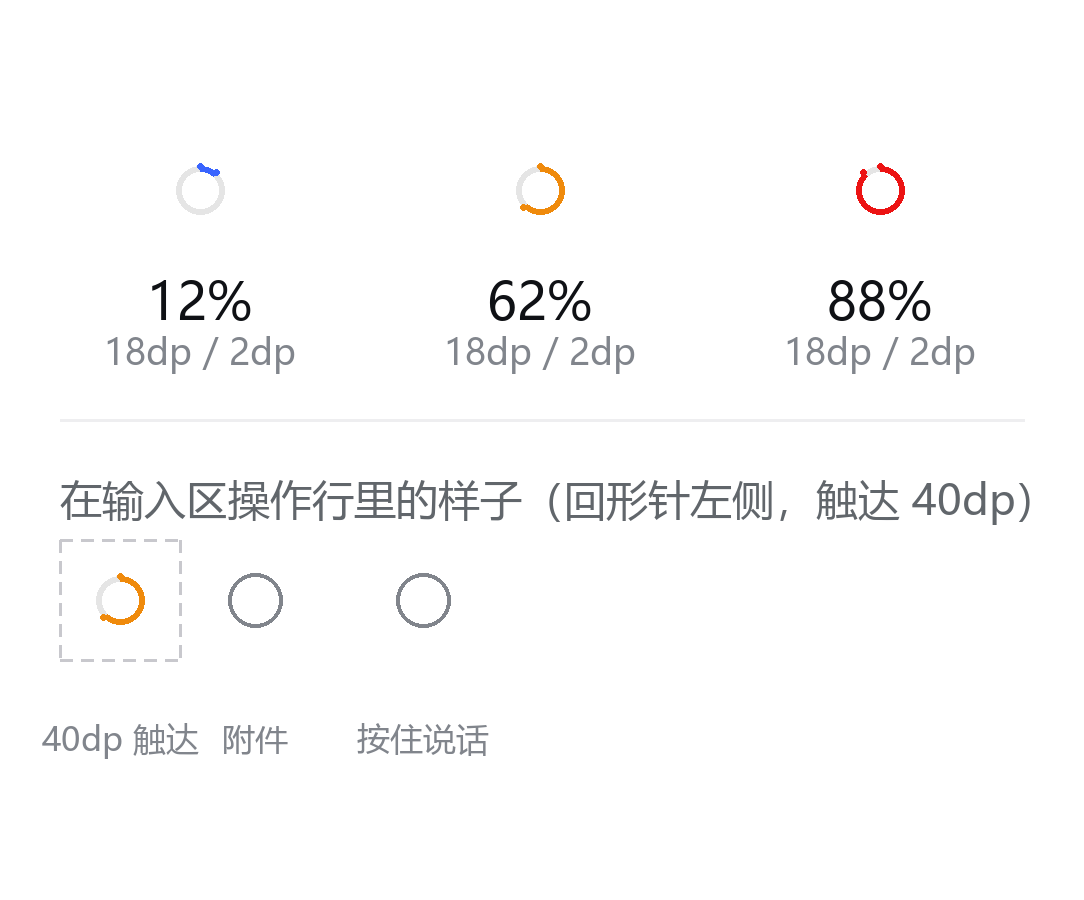 12% 62% 88%
18dp / 2dp 18dp / 2dp 18dp / 2dp
在输入区操作行里的样子（回形针左侧，触达 40dp）
40dp 触达 附件 按住说话